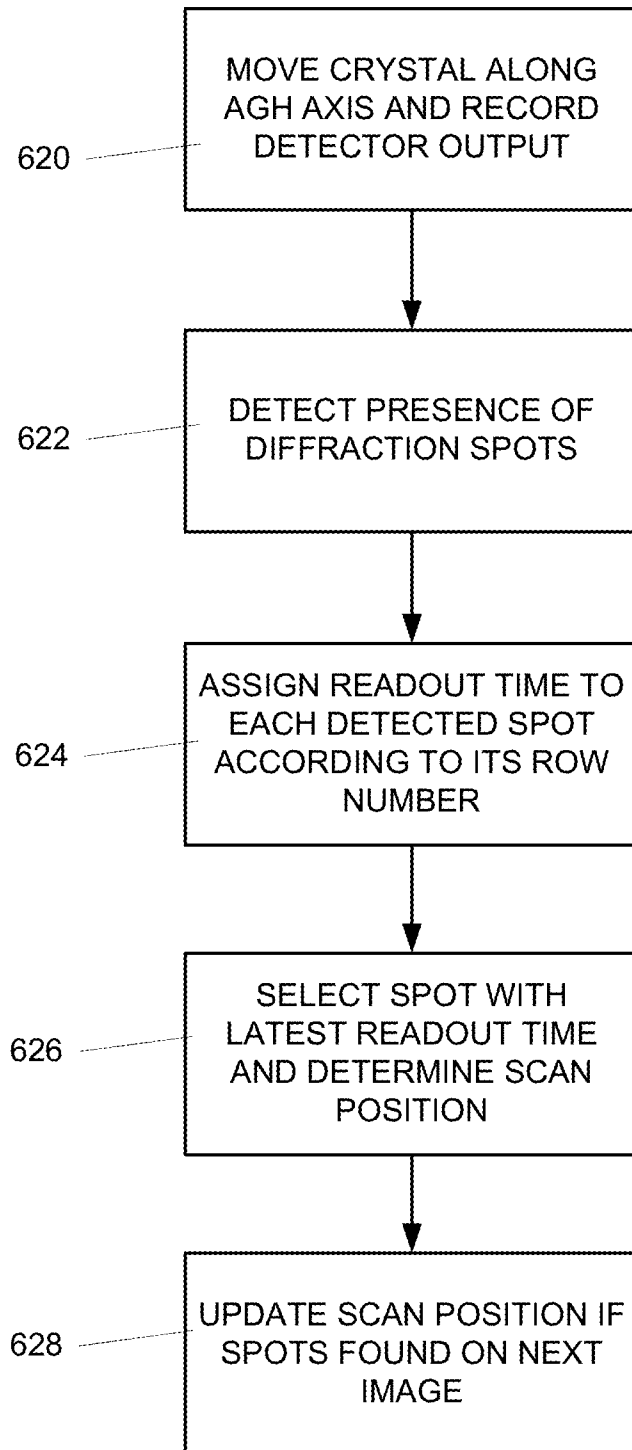 MOVE CRYSTAL ALONG
AGH AXIS AND RECORD
DETECTOR OUTPUT
620
DETECT PRESENCE OF
DIFFRACTION SPOTS
622
ASSIGN READOUT TIME TO
EACH DETECTED SPOT
ACCORDING TO ITS ROW
NUMBER
624
SELECT SPOT WITH
LATEST READOUT TIME
AND DETERMINE SCAN
POSITION
626
UPDATE SCAN POSITION IF
SPOTS FOUND ON NEXT
IMAGE
628